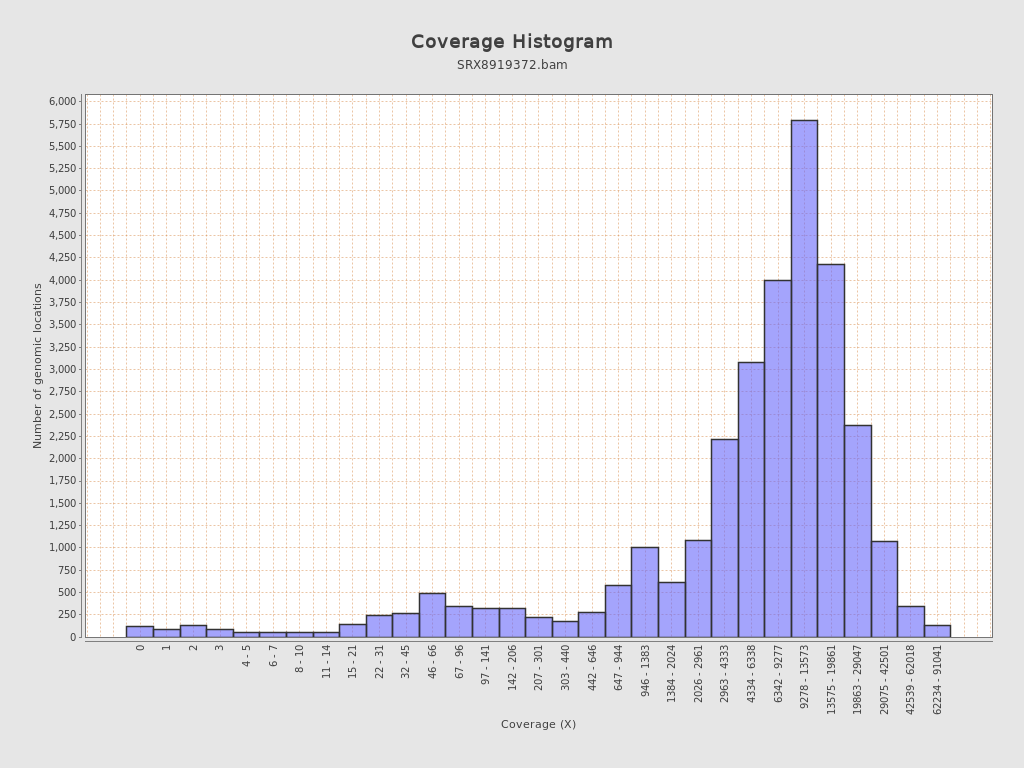 Coverage Histogram
SRX8919372.bam
6,000
5,750
5,500
5,250
5,000
4,750
4,500
4,250
4,000
3,750
3,500
3,250
3,000
2,750
2,500
2,250
2,000
1,750
1,500
1,250
1,000
750
500
250
0
Number of genomic locations
0
1
2
3
4 - 5
6 - 7
8 - 10
11 - 14
15 - 21
22 - 31
32 - 45
46 - 66
67 - 96
97 - 141
142 - 206
207 - 301
303 - 440
442 - 646
647 - 944
946 - 1383
1384 - 2024
2026 - 2961
2963 - 4333
4334 - 6338
6342 - 9277
9278 - 13573
13575 - 19861
19863 - 29047
29075 - 42501
42539 - 62018
62234 - 91041
Coverage (X)